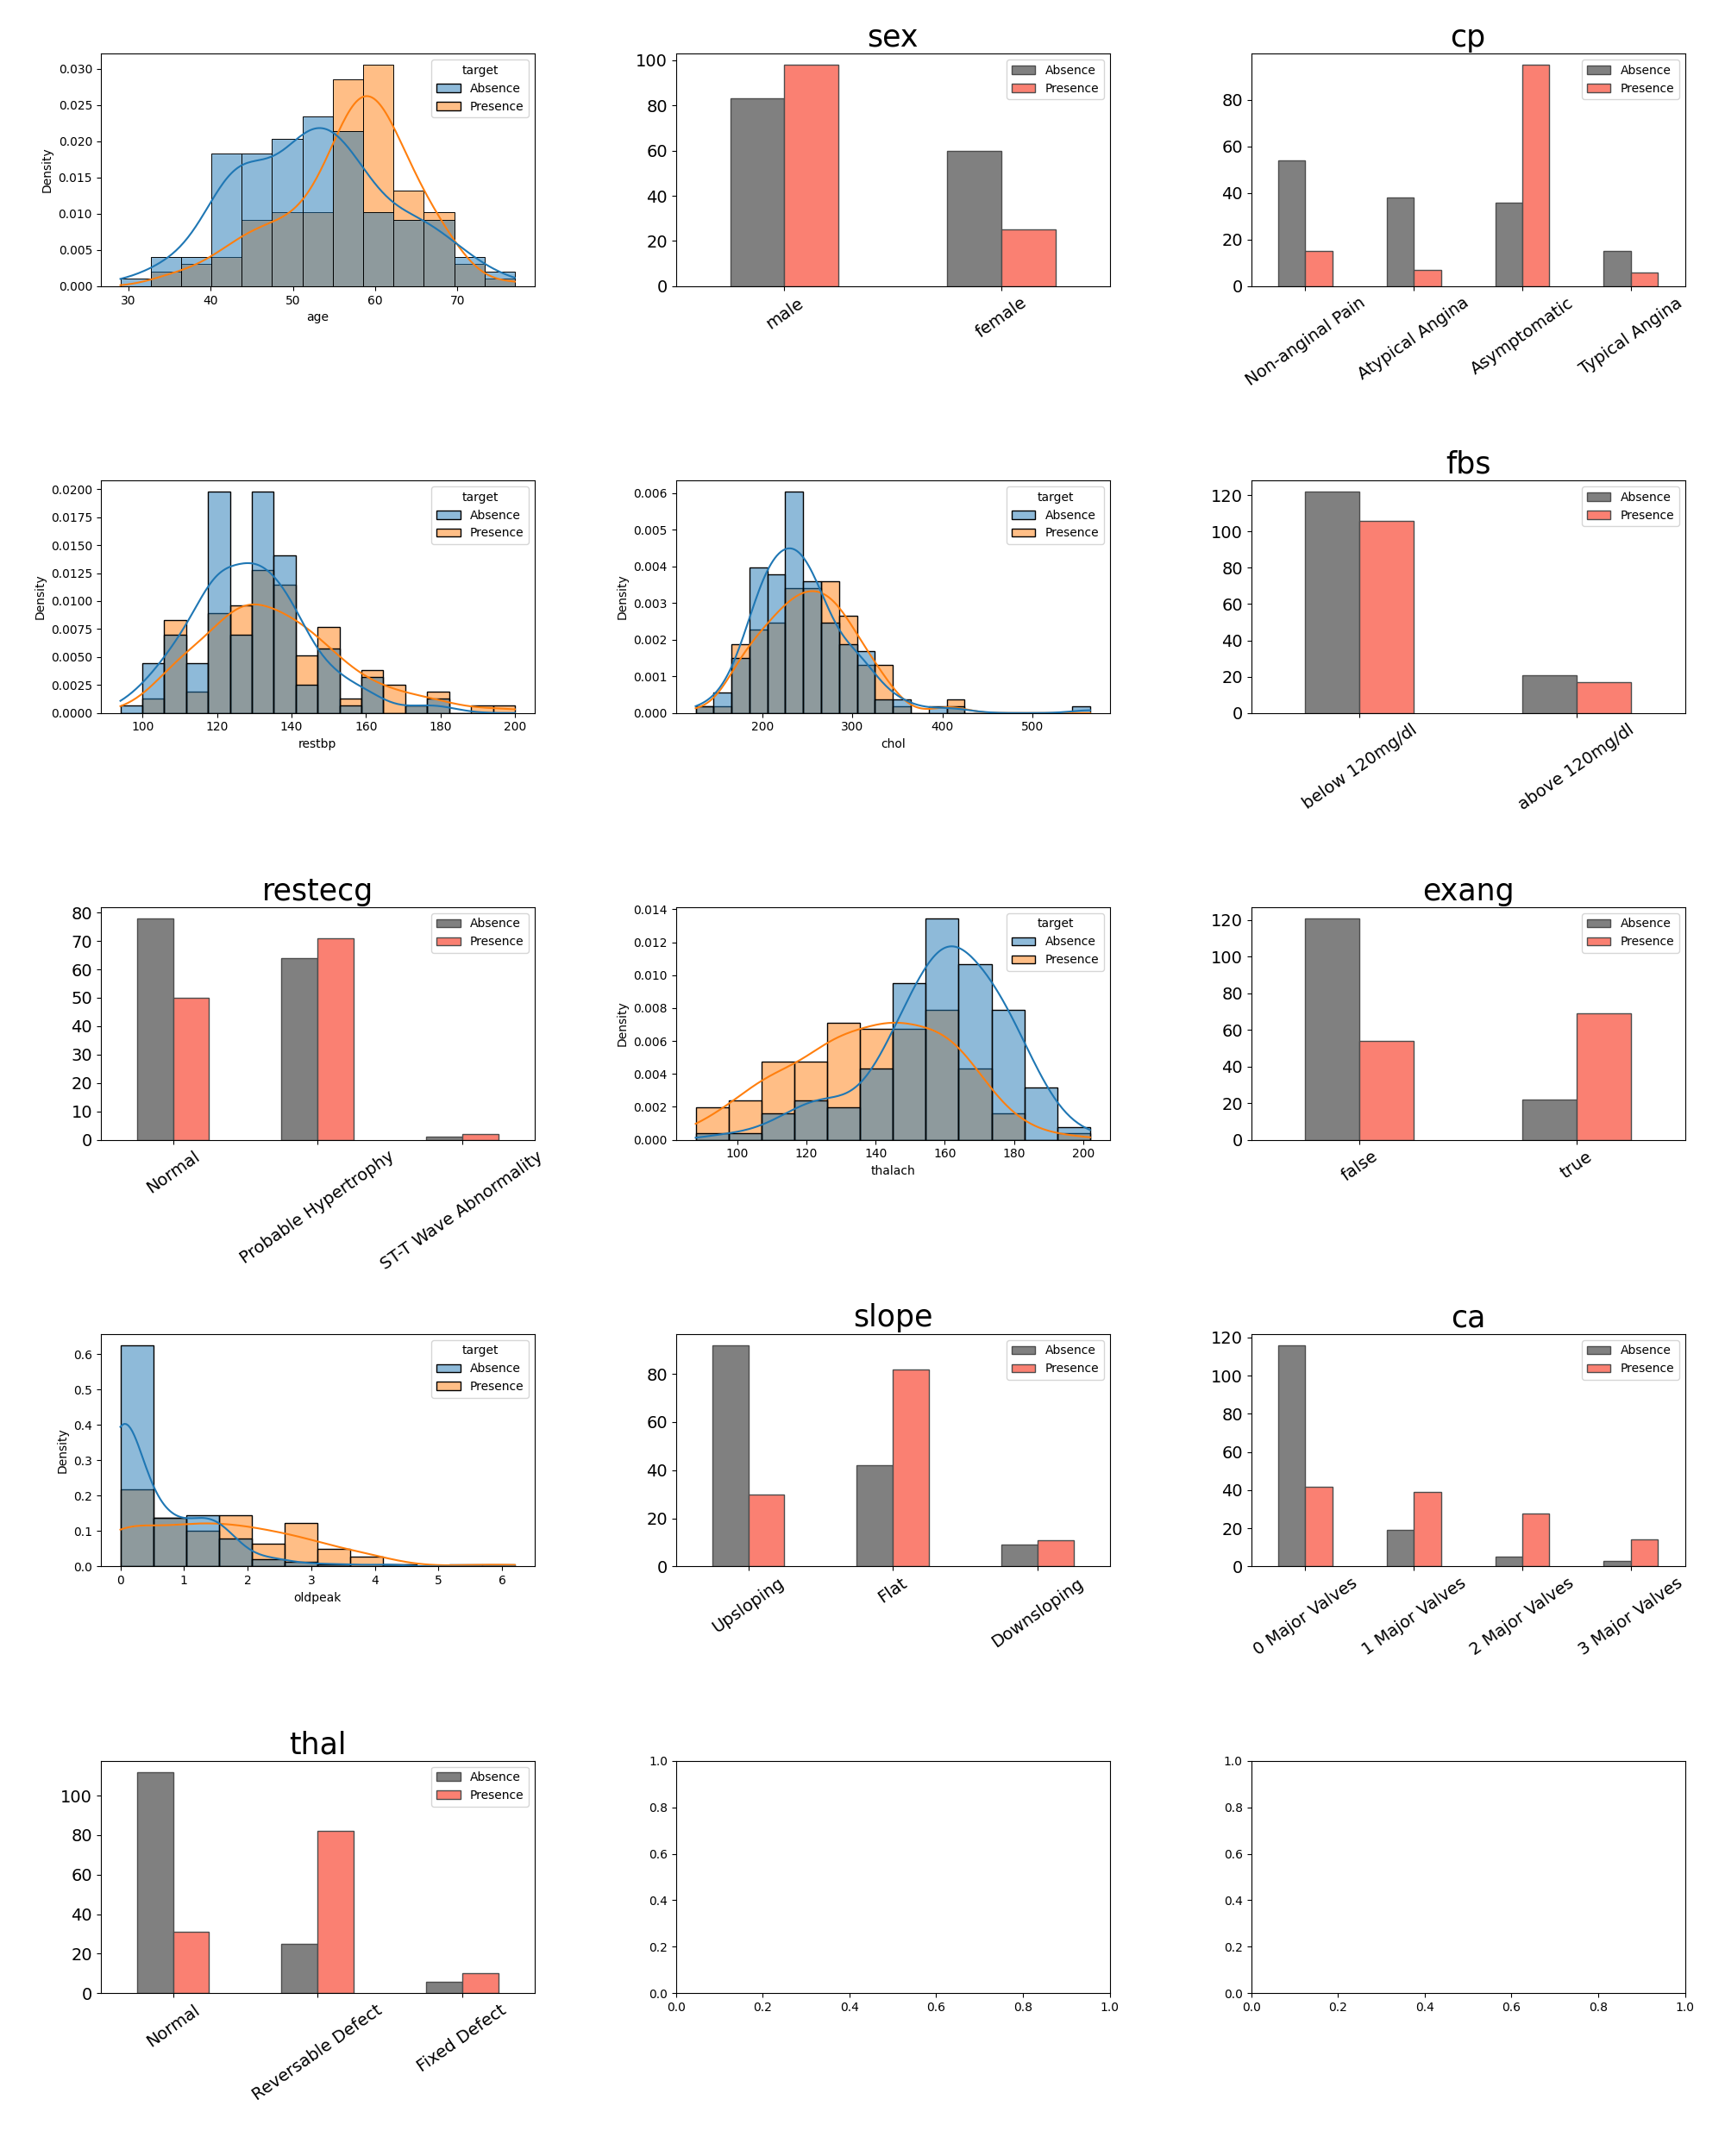 sex
cp
0.030
0.025
0.020
0.015
0.010
0.005
0.000
Density
target
Absence
Presence
30 40 50 60 70
age
100
80
60
40
20
0
Absence
Presence
male female
80
60
40
20
0
Absence
Presence
Non-anginal Pain Atypical Angina Asymptomatic Typical Angina
fbs
0.0200
0.0175
0.0150
0.0125
0.0100
0.0075
0.0050
0.0025
0.0000
Density
target
Absence
Presence
100 120 140 160 180 200
restbp
0.006
0.005
0.004
0.003
0.002
0.001
0.000
Density
target
Absence
Presence
200 300 400 500
chol
120
100
80
60
40
20
0
Absence
Presence
below 120mg/dl above 120mg/dl
restecg
exang
80
70
60
50
40
30
20
10
0
Absence
Presence
Normal Probable Hypertrophy ST-T Wave Abnormality
0.014
0.012
0.010
0.008
0.006
0.004
0.002
0.000
Density
target
Absence
Presence
100 120 140 160 180 200
thalach
120
100
80
60
40
20
0
Absence
Presence
false true
slope
ca
0.6
0.5
0.4
0.3
0.2
0.1
0.0
Density
target
Absence
Presence
0 1 2 3 4 5 6
oldpeak
80
60
40
20
0
Absence
Presence
Upsloping Flat Downsloping
120
100
80
60
40
20
0
Absence
Presence
0 Major Valves 1 Major Valves 2 Major Valves 3 Major Valves
thal
100
80
60
40
20
0
Absence
Presence
Normal Reversable Defect Fixed Defect
1.0
0.8
0.6
0.4
0.2
0.0
0.0 0.2 0.4 0.6 0.8 1.0
1.0
0.8
0.6
0.4
0.2
0.0
0.0 0.2 0.4 0.6 0.8 1.0